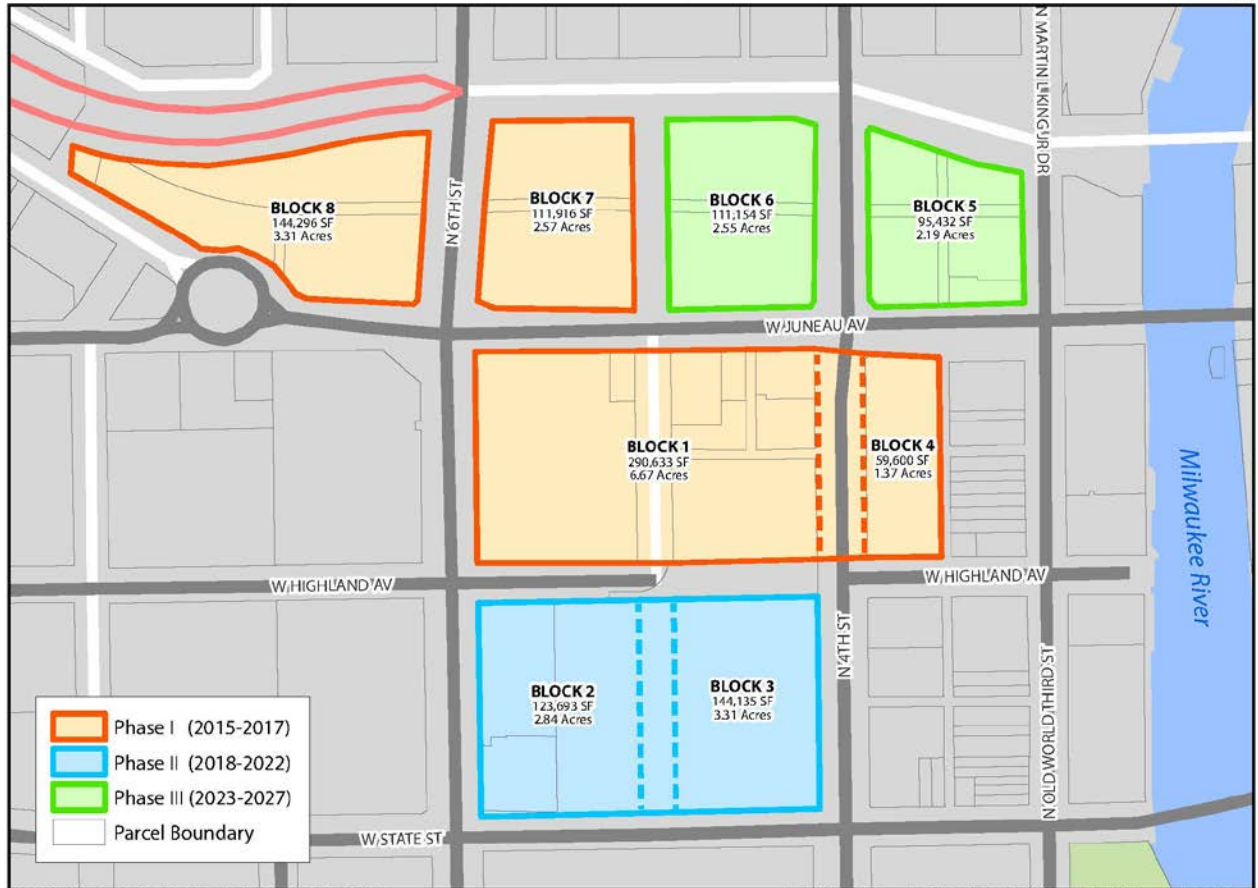 N MARTIN L KING JR DR
BLOCK 8
144,296 SF
3.31 Acres
N 6TH ST
BLOCK 7
111,916 SF
2.57 Acres
BLOCK 6
111,154 SF
2.55 Acres
BLOCK 5
95,432 SF
2.19 Acres
W JUNEAU AV
BLOCK 1
290,633 SF
6.67 Acres
BLOCK 4
59,600 SF
1.37 Acres
Milwaukee River
W HIGHLAND AV
W HIGHLAND AV
N 4TH ST
N OLD WORLD THIRD ST
BLOCK 2
123,693 SF
2.84 Acres
BLOCK 3
144,135 SF
3.31 Acres
Phase I (2015-2017)
Phase II (2018-2022)
Phase III (2023-2027)
Parcel Boundary
W STATE ST